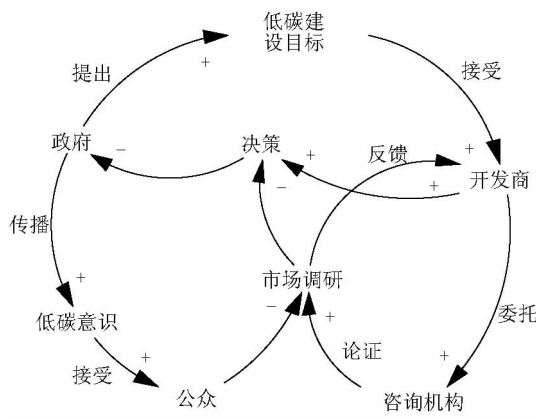 低碳建
设目标
提出
+
接受
+
政府
−
决策
+
反馈
+
+
开发商
−
传播
市场调研
+
−
+
低碳意识
委托
论证
接受
+
+
公众
咨询机构